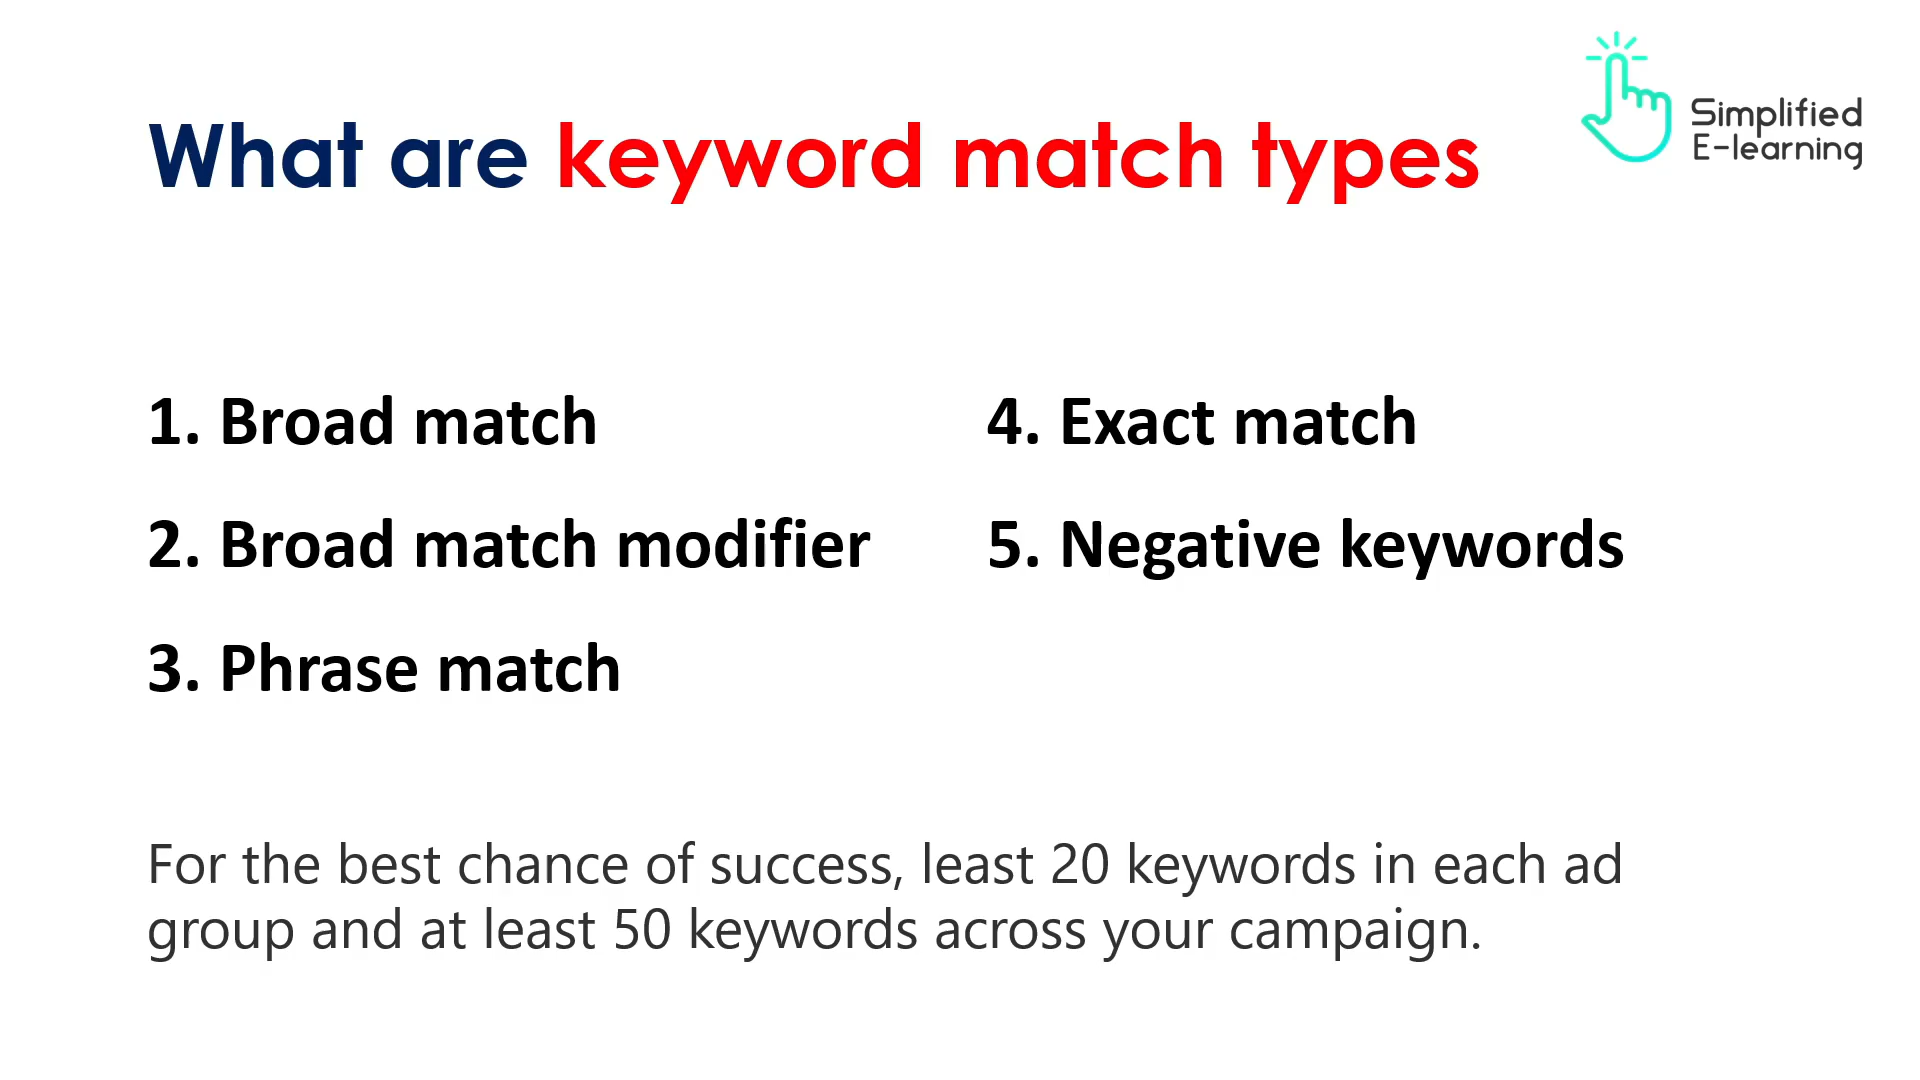 What are keyword match types
Simplified
E-learning
1. Broad match
2. Broad match modifier
3. Phrase match
4. Exact match
5. Negative keywords
For the best chance of success, least 20 keywords in each ad
group and at least 50 keywords across your campaign.